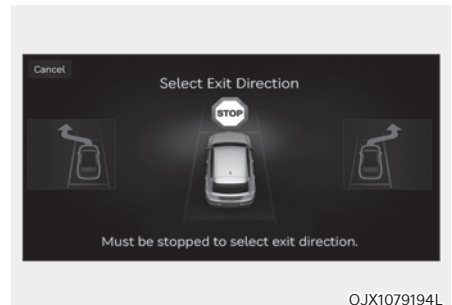 Cancel
Select Exit Direction
STOP
Must be stopped to select exit direction.
OJX1079194L